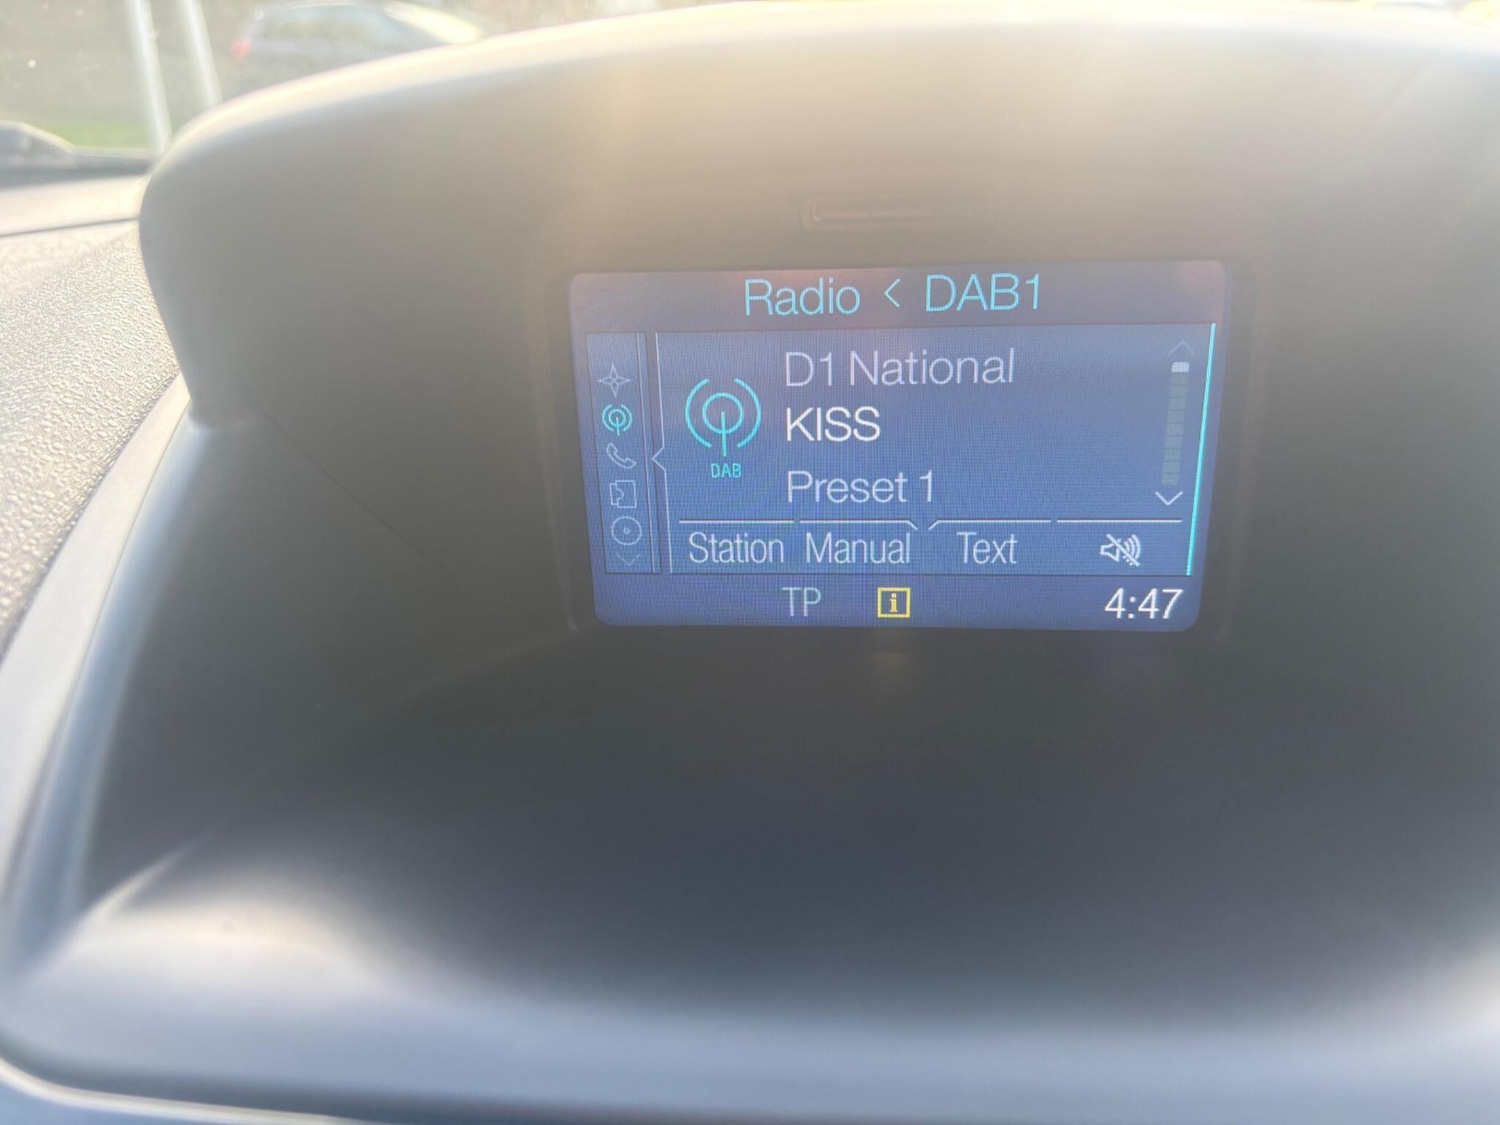 Radio < DAB1
D1 National
KISS
DAB
Preset 1
Station Manual Text
TP i 4:47